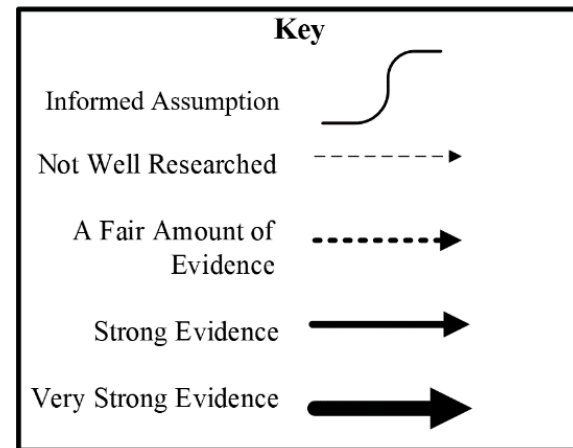 Key
Informed Assumption
Not Well Researched
A Fair Amount of
Evidence
Strong Evidence
Very Strong Evidence